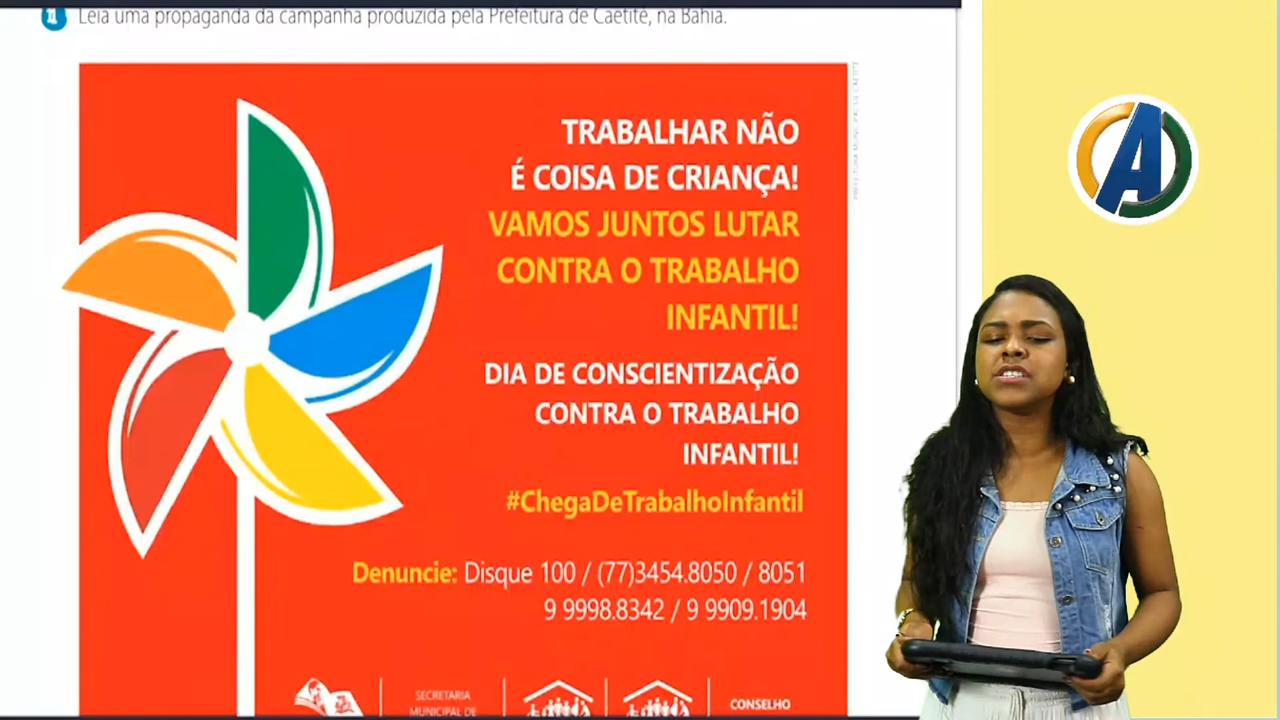 Leia uma propaganda da campanha produzida pela Prefeitura de Caetité, na Bahia.
TRABALHAR NÃO
É COISA DE CRIANÇA!
VAMOS JUNTOS LUTAR
CONTRA O TRABALHO
INFANTIL!
DIA DE CONSCIENTIZAÇÃO
CONTRA O TRABALHO
INFANTIL!
#ChegaDeTrabalhoInfantil
Denuncie: Disque 100 / (77)3454.8050 / 8051
9 9998.8342 / 9 9909.1904
SECRETARIA
MUNICIPAL DE
CONSELHO
A